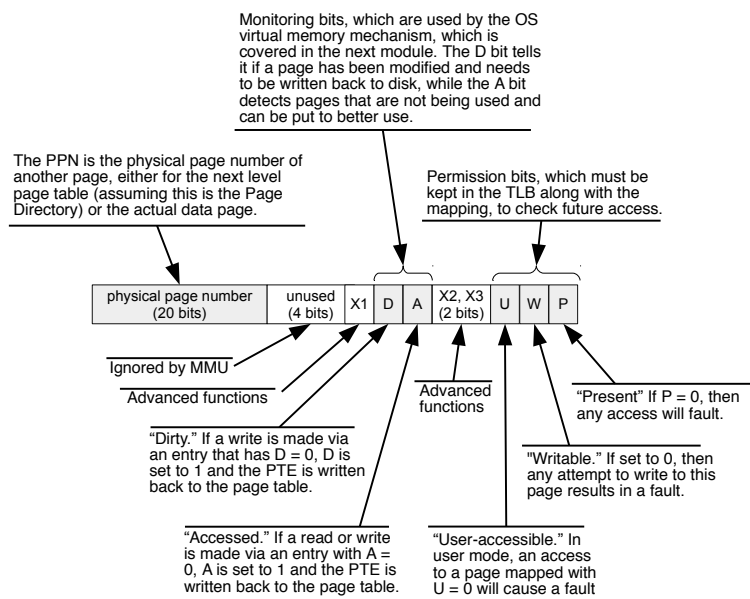 Monitoring bits, which are used by the OS
virtual memory mechanism, which is
covered in the next module. The D bit tells
it if a page has been modified and needs
to be written back to disk, while the A bit
detects pages that are not being used and
can be put to better use.
The PPN is the physical page number of
another page, either for the next level
page table (assuming this is the Page
Directory) or the actual data page.
Permission bits, which must be
kept in the TLB along with the
mapping, to check future access.
physical page number
(20 bits)
unused
(4 bits)
X1
D
A
X2, X3
(2 bits)
U
W
P
Ignored by MMU
Advanced functions
Advanced
functions
“Present” If P = 0, then
any access will fault.
“Dirty.” If a write is made via
an entry that has D = 0, D is
set to 1 and the PTE is written
back to the page table.
"Writable.” If set to 0, then
any attempt to write to this
page results in a fault.
“Accessed.” If a read or write
is made via an entry with A =
0, A is set to 1 and the PTE is
written back to the page table.
“User-accessible.” In
user mode, an access
to a page mapped with
U = 0 will cause a fault